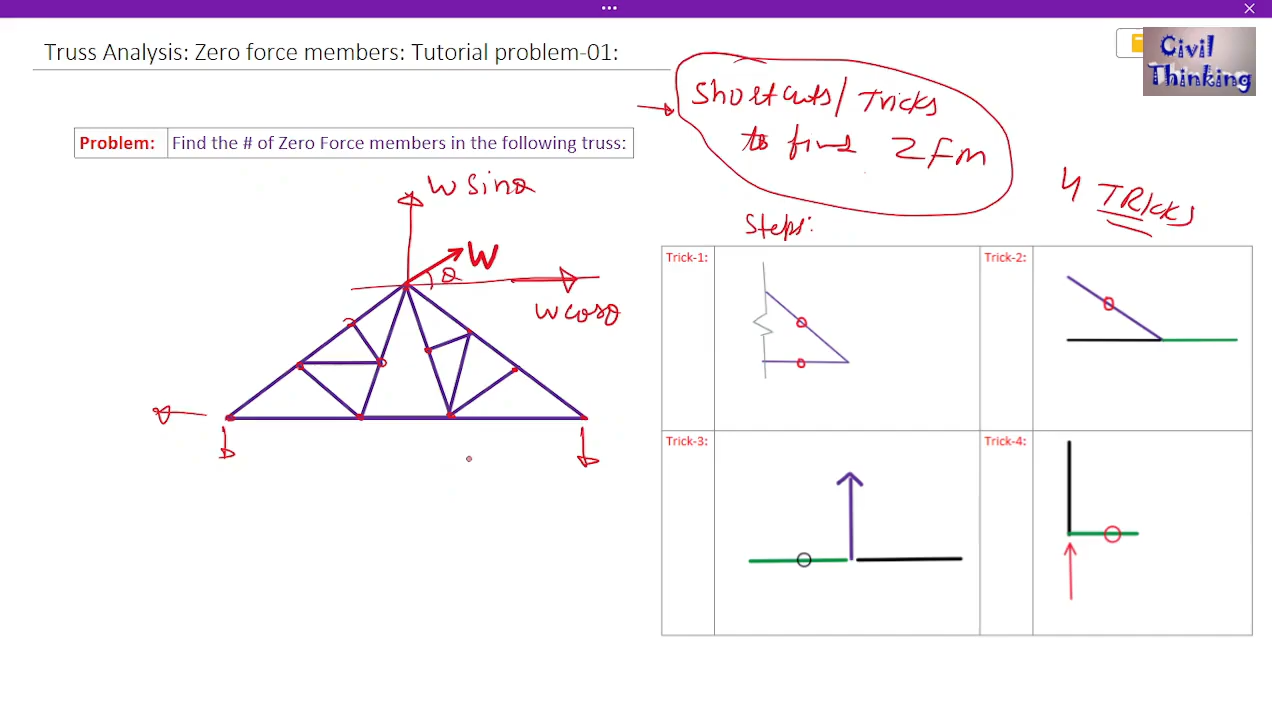 Truss Analysis: Zero force members: Tutorial problem-01:
Civil
Thinking
Shortcuts/Tricks
to find ZFM
4 TRICKS
Problem: Find the # of Zero Force members in the following truss:
W sinθ
W
θ
W cosθ
Steps:
Trick-1:
Trick-2:
Trick-3:
Trick-4: